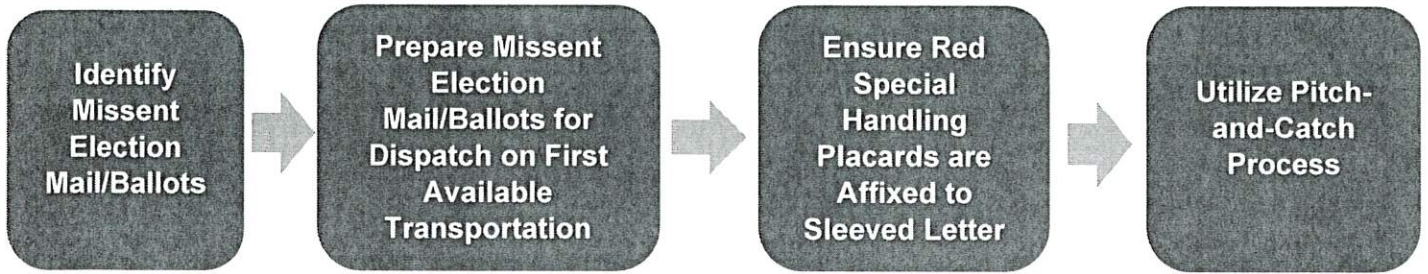 Identify
Missent
Election
Mail/Ballots
Prepare Missent
Election
Mail/Ballots for
Dispatch on First
Available
Transportation
Ensure Red
Special
Handling
Placards are
Affixed to
Sleeved Letter
Utilize Pitch-
and-Catch
Process